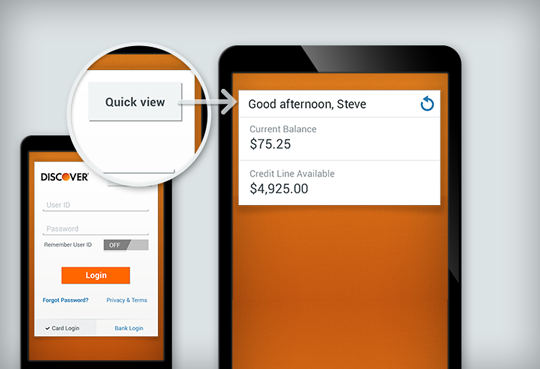 Quick view
DISCOVER
User ID
Password
Remember User ID OFF
Login
Forgot Password? Privacy & Terms
Card Login Bank Login
Good afternoon, Steve
Current Balance
$75.25
Credit Line Available
$4,925.00